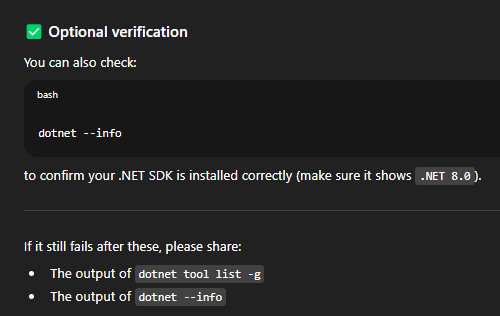 ✅ Optional verification
You can also check:
bash
dotnet --info
to confirm your .NET SDK is installed correctly (make sure it shows .NET 8.0).
If it still fails after these, please share:
• The output of dotnet tool list -g
• The output of dotnet --info